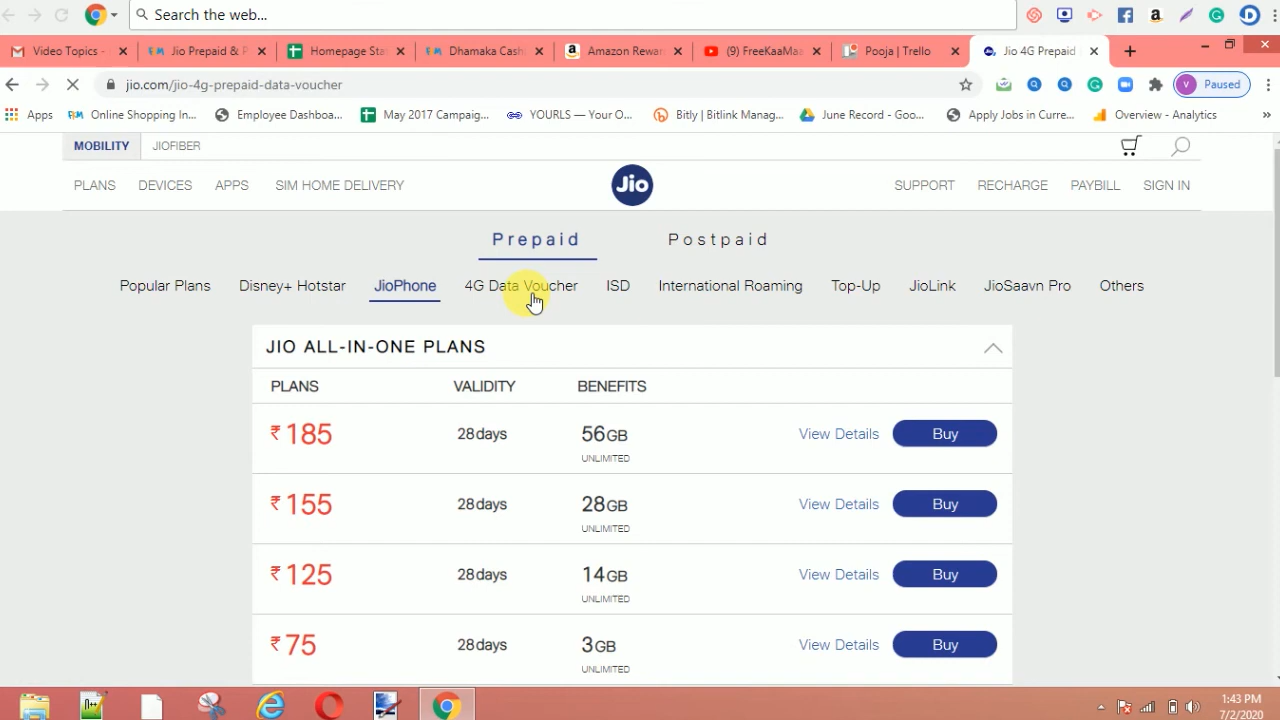 Search the web...
Video Topics -
Jio Prepaid & P
Homepage Sta
Dhamaka Cash
Amazon Rewar
(9) FreeKaaMaa
Pooja | Trello
Jio 4G Prepaid
jio.com/jio-4g-prepaid-data-voucher
V Paused
Apps
Online Shopping In...
Employee Dashboa...
May 2017 Campaig...
YOURLS — Your O...
Bitly | Bitlink Manag...
June Record - Goo...
Apply Jobs in Curre...
Overview - Analytics
»
MOBILITY JIOFIBER
PLANS DEVICES APPS SIM HOME DELIVERY Jio SUPPORT RECHARGE PAYBILL SIGN IN
Prepaid Postpaid
Popular Plans Disney+ Hotstar JioPhone 4G Data Voucher ISD International Roaming Top-Up JioLink JioSaavn Pro Others
JIO ALL-IN-ONE PLANS
PLANS VALIDITY BENEFITS
₹185 28days 56GB View Details Buy
UNLIMITED
₹155 28days 28GB View Details Buy
UNLIMITED
₹125 28days 14GB View Details Buy
UNLIMITED
₹75 28days 3GB View Details Buy
UNLIMITED
1:43 PM
7/2/2020